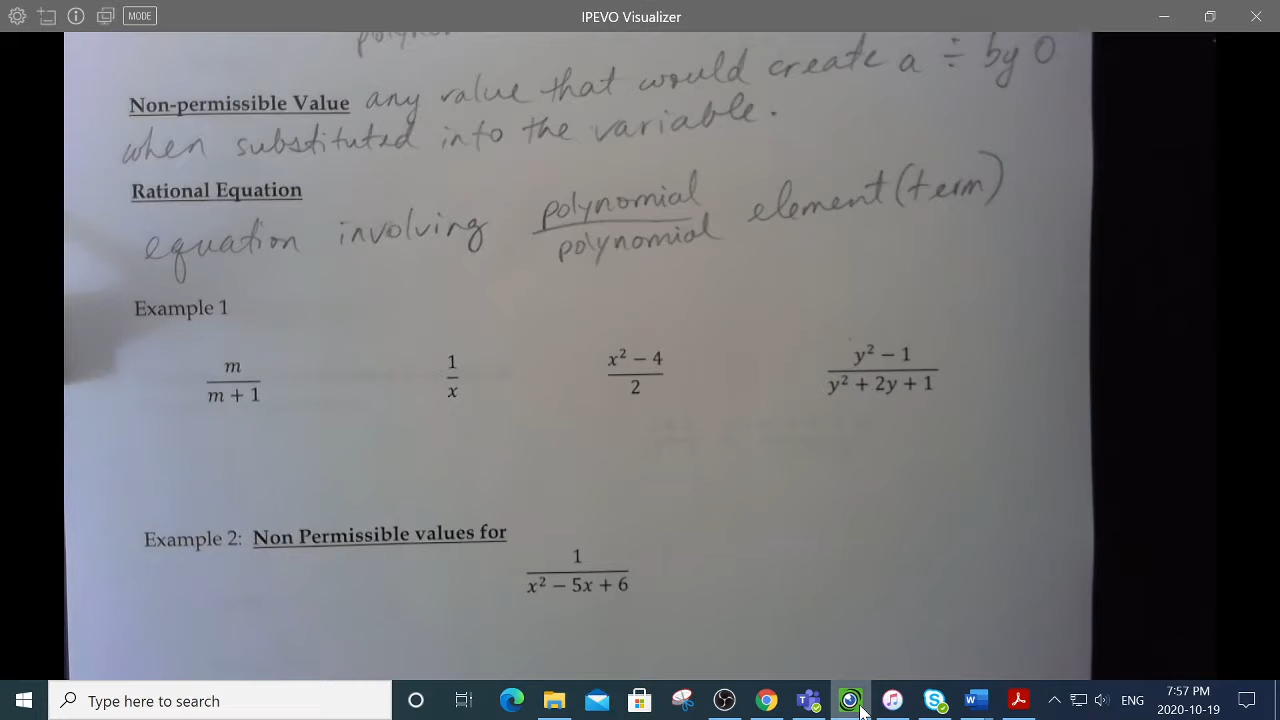 MODE
IPEVO Visualizer
Non-permissible Value any value that would create a ÷ by 0
when substituted into the variable.
Rational Equation
equation involving polynomial/polynomial element (term)
Example 1
m/(m + 1)
1/x
(x² − 4)/2
(y² − 1)/(y² + 2y + 1)
Example 2: Non Permissible values for
1/(x² − 5x + 6)
Type here to search
ENG
7:57 PM
2020-10-19